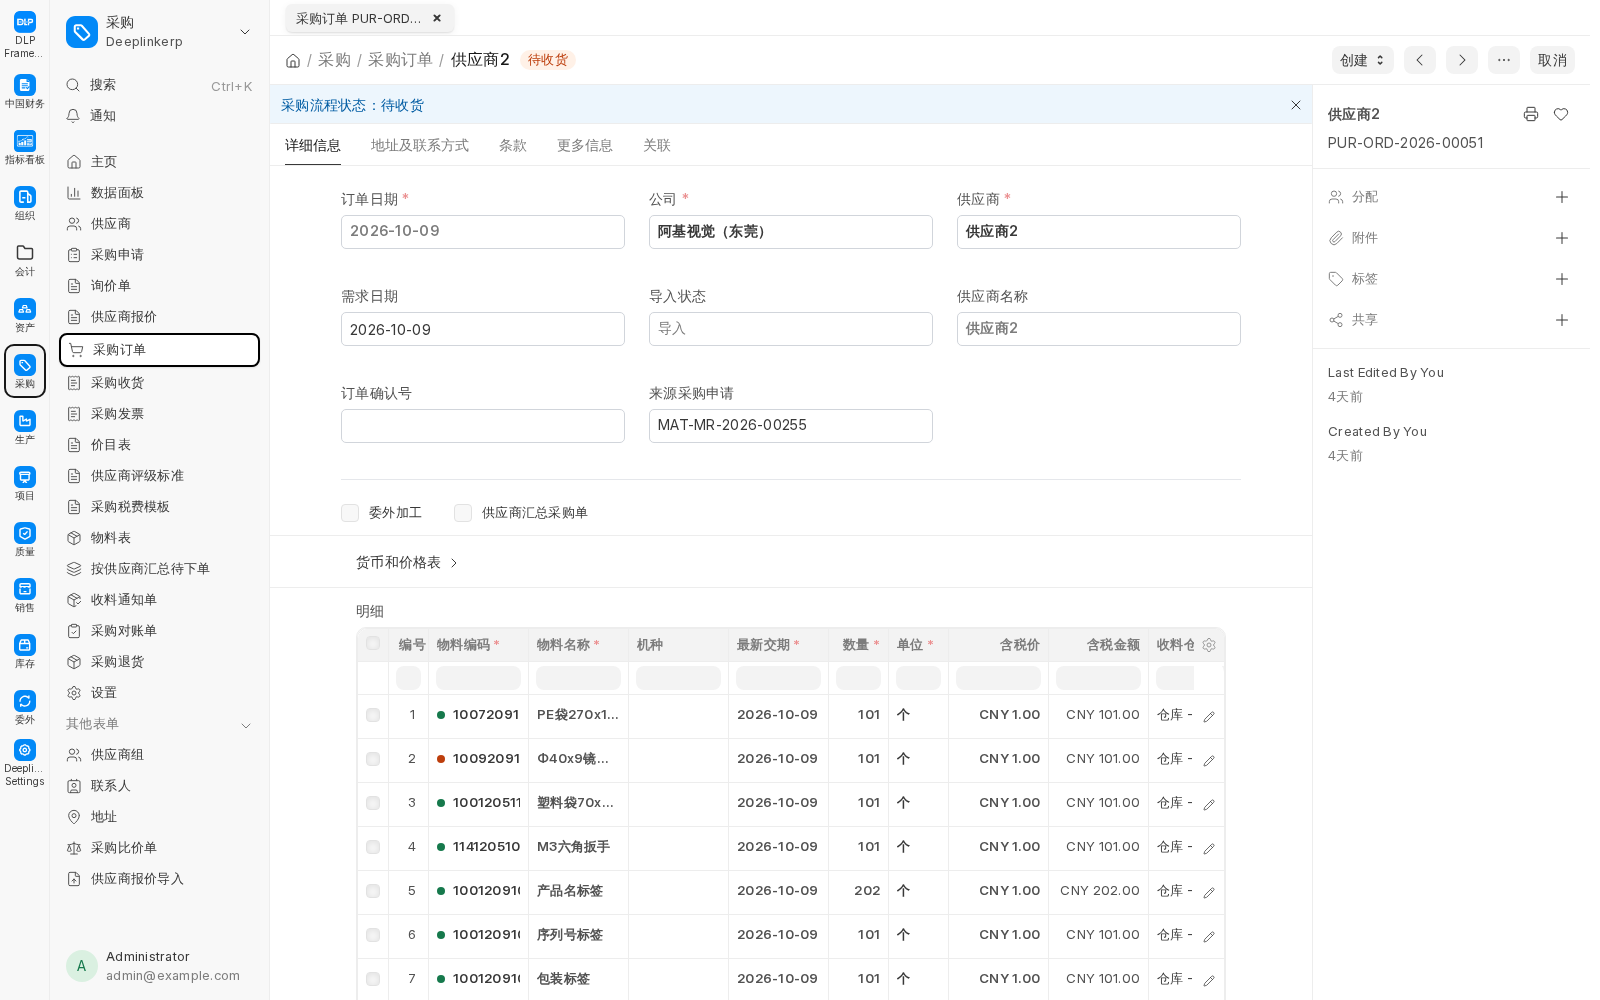 DLP
DLP
Frame...
中国财务
指标看板
组织
会计
资产
采购
生产
项目
质量
销售
库存
委外
Deepli...
Settings
采购
Deeplinkerp
搜索 Ctrl+K
通知
主页
数据面板
供应商
采购申请
询价单
供应商报价
采购订单
采购收货
采购发票
价目表
供应商评级标准
采购税费模板
物料表
按供应商汇总待下单
收料通知单
采购对账单
采购退货
设置
其他表单
供应商组
联系人
地址
采购比价单
供应商报价导入
A
Administrator
admin@example.com
采购订单 PUR-ORD... ×
/ 采购 / 采购订单 / 供应商2 待收货
创建 ... 取消
采购流程状态：待收货
详细信息 地址及联系方式 条款 更多信息 关联
订单日期 * 公司 * 供应商 *
2026-10-09 阿基视觉（东莞） 供应商2
需求日期 导入状态 供应商名称
2026-10-09 导入 供应商2
订单确认号 来源采购申请
MAT-MR-2026-00255
委外加工 供应商汇总采购单
货币和价格表
明细
编号 物料编码 * 物料名称 * 机种 最新交期 * 数量 * 单位 * 含税价 含税金额 收料仓
1 10072091 PE袋270x1... 2026-10-09 101 个 CNY 1.00 CNY 101.00 仓库 -
2 10092091 Φ40x9镜... 2026-10-09 101 个 CNY 1.00 CNY 101.00 仓库 -
3 100120511 塑料袋70x... 2026-10-09 101 个 CNY 1.00 CNY 101.00 仓库 -
4 114120510 M3六角扳手 2026-10-09 101 个 CNY 1.00 CNY 101.00 仓库 -
5 10012091 产品名标签 2026-10-09 202 个 CNY 1.00 CNY 202.00 仓库 -
6 10012091 序列号标签 2026-10-09 101 个 CNY 1.00 CNY 101.00 仓库 -
7 10012091 包装标签 2026-10-09 101 个 CNY 1.00 CNY 101.00 仓库 -
供应商2
PUR-ORD-2026-00051
分配
附件
标签
共享
Last Edited By You
4天前
Created By You
4天前